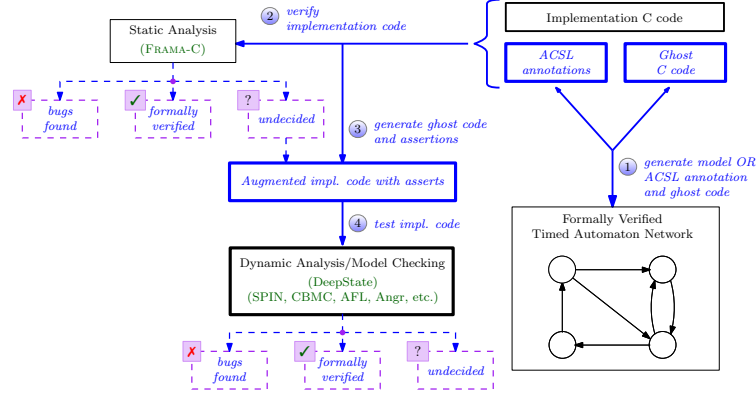 2 verify
implementation code
Static Analysis
(FRAMA-C)
Implementation C code
ACSL
annotations
Ghost
C code
✗ bugs
found
✓ formally
verified
? undecided
3 generate ghost code
and assertions
1 generate model OR
ACSL annotation
and ghost code
Augmented impl. code with asserts
4 test impl. code
Formally Verified
Timed Automaton Network
Dynamic Analysis/Model Checking
(DeepState)
(SPIN, CBMC, AFL, Angr, etc.)
✗ bugs
found
✓ formally
verified
? undecided